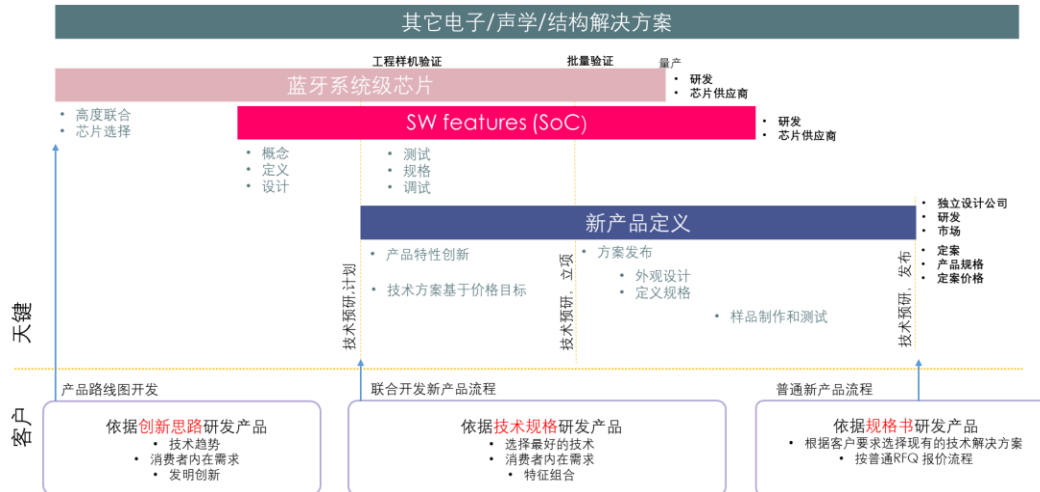 其它电子/声学/结构解决方案
工程样机验证
批量验证
量产
蓝牙系统级芯片
• 研发
• 芯片供应商
• 高度联合
• 芯片选择
SW features (SoC)
• 研发
• 芯片供应商
• 概念
• 定义
• 设计
• 测试
• 规格
• 调试
新产品定义
• 独立设计公司
• 研发
• 市场
• 定案
• 产品规格
• 定案价格
技术预研,计划
• 产品特性创新
• 技术方案基于价格目标
技术预研，立项
• 方案发布
• 外观设计
• 定义规格
• 样品制作和测试
技术预研，发布
天键
产品路线图开发
联合开发新产品流程
普通新产品流程
客户
依据创新思路研发产品
• 技术趋势
• 消费者内在需求
• 发明创新
依据技术规格研发产品
• 选择最好的技术
• 消费者内在需求
• 特征组合
依据规格书研发产品
• 根据客户要求选择现有的技术解决方案
• 按普通RFQ 报价流程